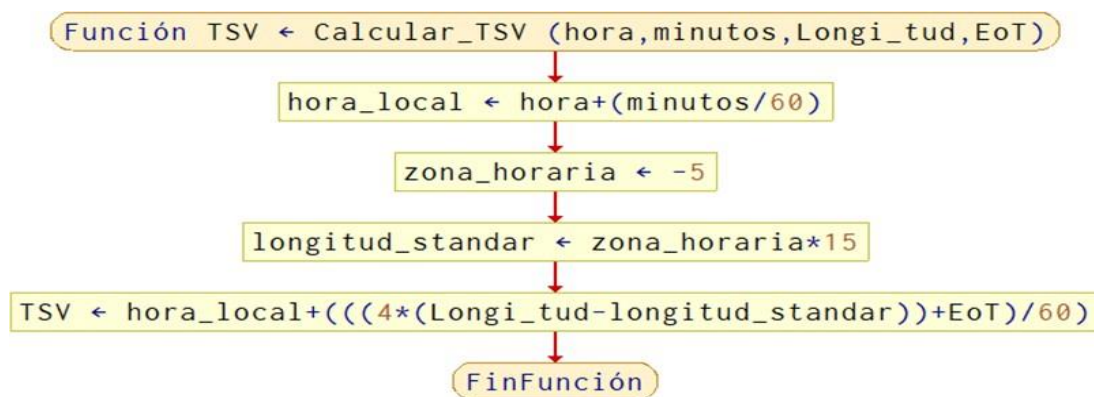 Función TSV ← Calcular_TSV (hora,minutos,Longi_tud,EoT)
hora_local ← hora+(minutos/60)
zona_horaria ← -5
longitud_standar ← zona_horaria*15
TSV ← hora_local+(((4*(Longi_tud-longitud_standar))+EoT)/60)
FinFunción